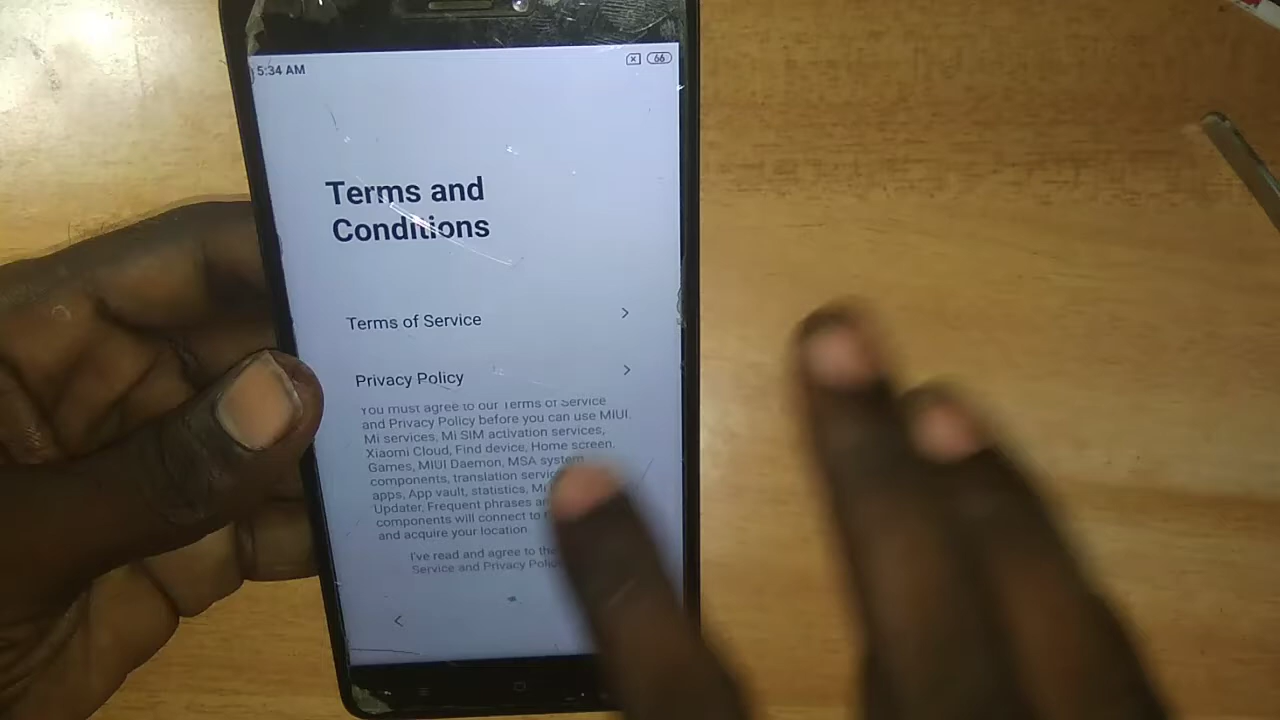 5:34 AM
66
Terms and
Conditions
Terms of Service
Privacy Policy
You must agree to our Terms of Service
and Privacy Policy before you can use MIUI.
Mi services, Mi SIM activation services,
Xiaomi Cloud, Find device, Home screen,
Games, MIUI Daemon, MSA system
components, translation
apps, App vault, statistics,
Updater, Frequent phrases
components will connect to
and acquire your location.
I've read and agree to the
Service and Privacy